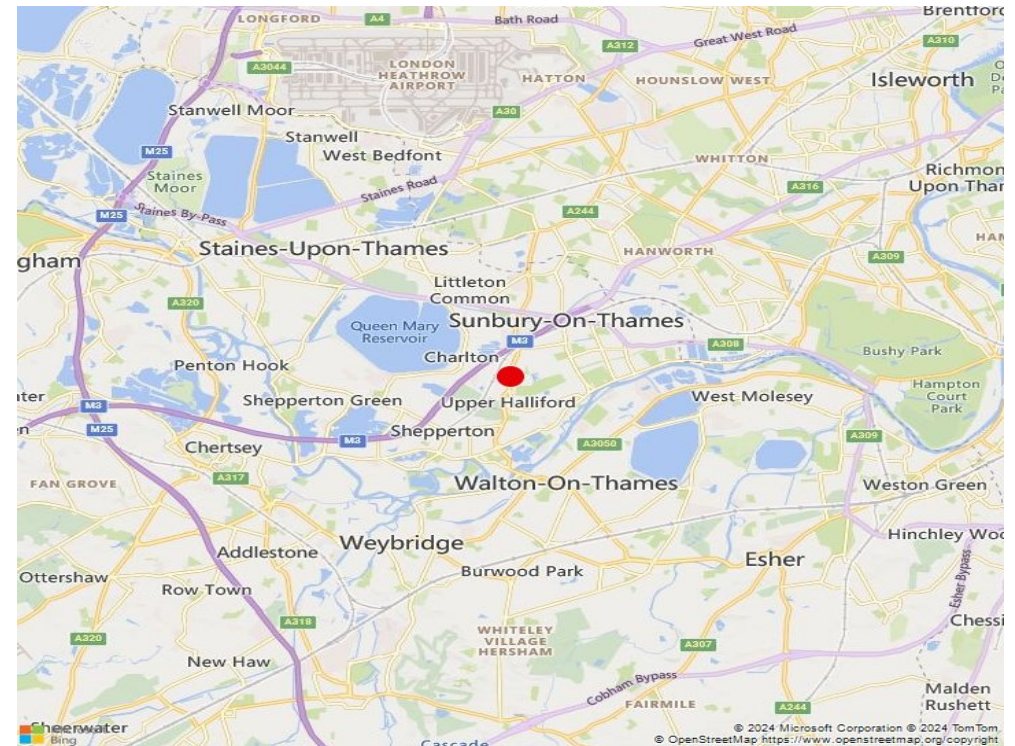 LONGFORD
A4
Bath Road
Brentford
A312
Great West Road
A310
A3044
LONDON
HEATHROW
AIRPORT
HATTON
HOUNSLOW WEST
Isleworth
Stanwell Moor
A30
Stanwell
M25
West Bedfont
WHITTON
Staines
Moor
Staines Road
A316
Richmon
Upon Tha
M25
Staines By-Pass
A244
Staines-Upon-Thames
HANWORTH
HAM
A309
gham
Littleton
Common
A320
Queen Mary
Reservoir
Sunbury-On-Thames
M3
A308
Charlton
Bushy Park
Penton Hook
Hampton
Court
Park
Shepperton Green
Upper Halliford
West Molesey
M3
M25
M3
Shepperton
A3050
A309
Chertsey
A317
FAN GROVE
Walton-On-Thames
Weston Green
Hinchley Woo
Weybridge
Addlestone
Esher
Ottershaw
Burwood Park
Row Town
Esher Bypass
Chessi
A318
A320
WHITELEY
VILLAGE
HERSHAM
A307
New Haw
Cobham Bypass
Malden
Rushett
FAIRMILE
A244
Sheerwater
Bing
Cascade
© 2024 Microsoft Corporation © 2024 TomTom
© OpenStreetMap https://www.openstreetmap.org/copyright